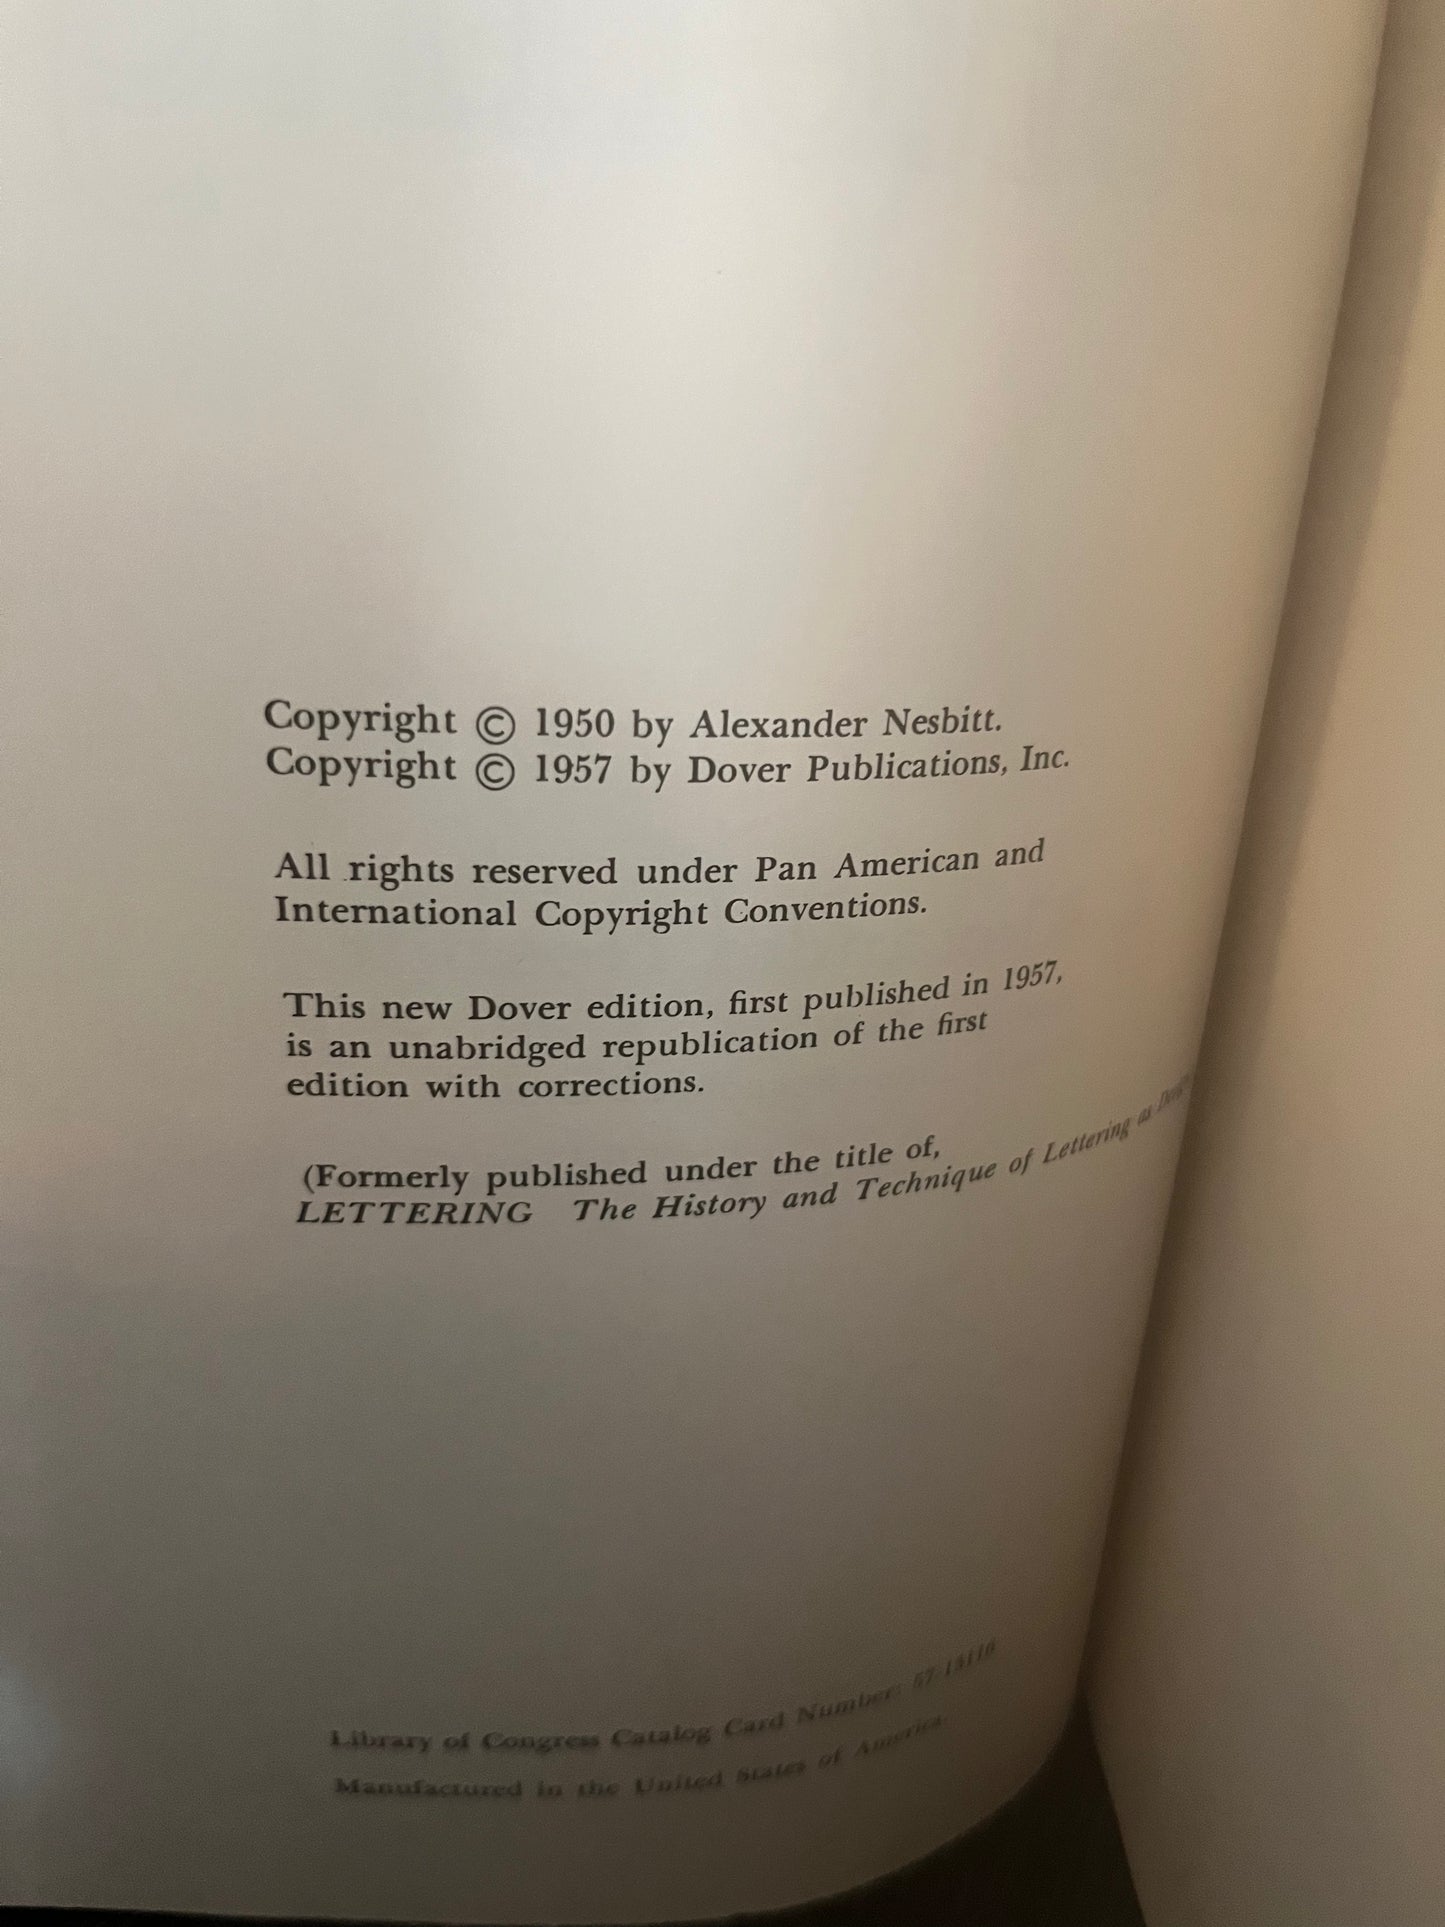 Copyright © 1950 by Alexander Nesbitt.
Copyright © 1957 by Dover Publications, Inc.
All rights reserved under Pan American and
International Copyright Conventions.
This new Dover edition, first published in 1957,
is an unabridged republication of the first
edition with corrections.
(Formerly published under the title of,
LETTERING The History and Technique of Lettering as
Library of Congress Catalog Card Number:
Manufactured in the United States of America.